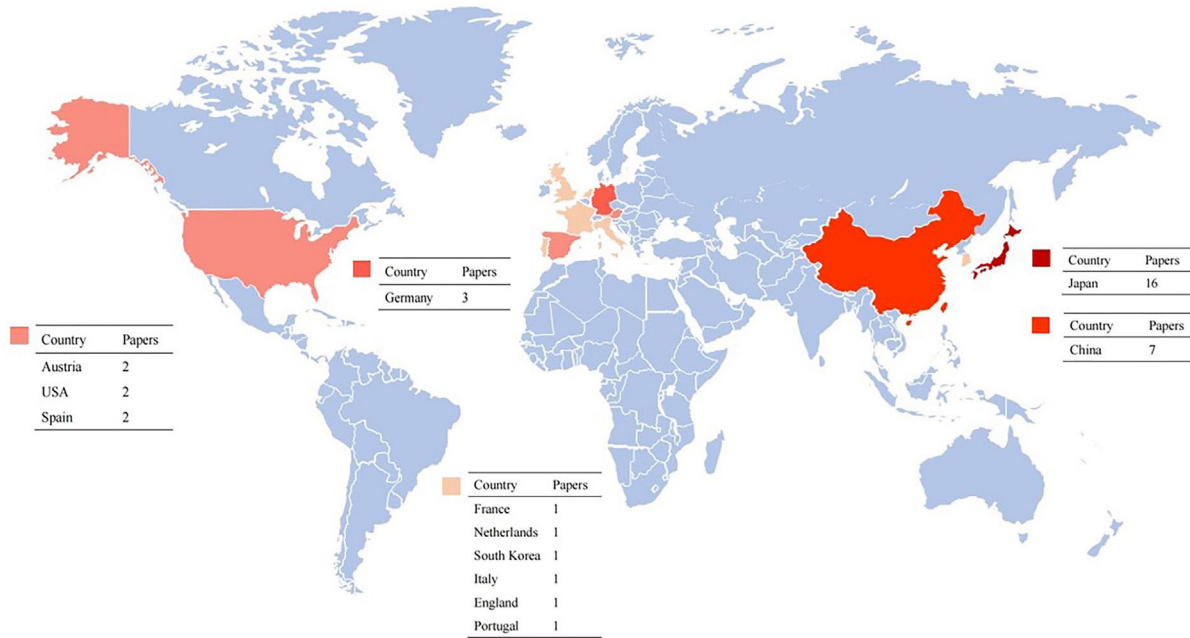 Country Papers
Germany 3
Country Papers
Japan 16
Country Papers
China 7
Country Papers
Austria 2
USA 2
Spain 2
Country Papers
France 1
Netherlands 1
South Korea 1
Italy 1
England 1
Portugal 1